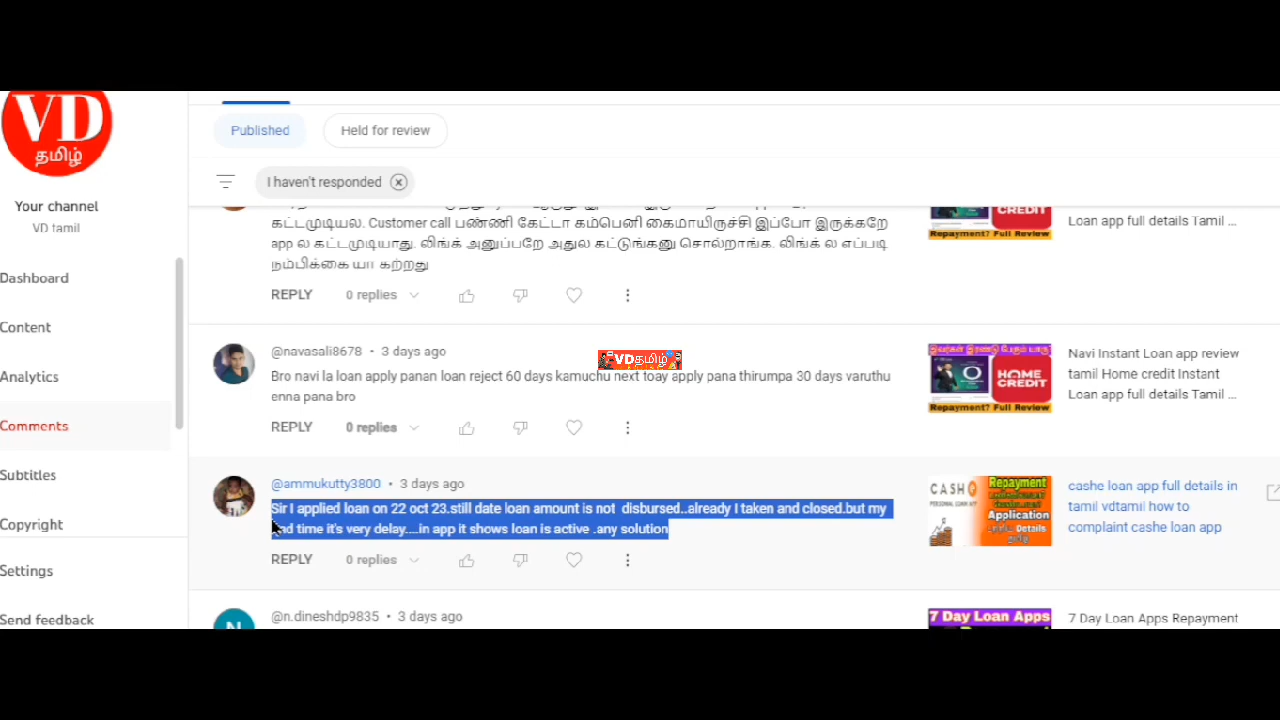 VD
தமிழ்
Published
Held for review
I haven't responded
Your channel
VD tamil
Dashboard
Content
Analytics
Comments
Subtitles
Copyright
Settings
Send feedback
கட்டமுடியல. Customer call பண்ணி கேட்டா கம்பெனி கைமாயிருச்சி இப்போ இருக்கறே
app ல கட்டமுடியாது. லிங்க் அனுப்பறே அதுல கட்டுங்கனு சொல்றாங்க. லிங்க் ல எப்படி
நம்பிக்கை யா கற்றது
REPLY 0 replies
CREDIT
Repayment? Full Review
Loan app full details Tamil ...
@navasali8678 • 3 days ago
Bro navi la loan apply panan loan reject 60 days kamuchu next toay apply pana thirumpa 30 days varuthu
enna pana bro
REPLY 0 replies
VDதமிழ்
HOME
CREDIT
Repayment? Full Review
Navi Instant Loan app review
tamil Home credit Instant
Loan app full details Tamil ...
@ammukutty3800 • 3 days ago
Sir I applied loan on 22 oct 23.still date loan amount is not disbursed..already I taken and closed.but my
time it's very delay....in app it shows loan is active .any solution
REPLY 0 replies
CASH
Repayment
Application
Details
தமிழ்
cashe loan app full details in
tamil vdtamil how to
complaint cashe loan app
N
@n.dineshdp9835 • 3 days ago
7 Day Loan Apps
7 Day Loan Apps Repayment